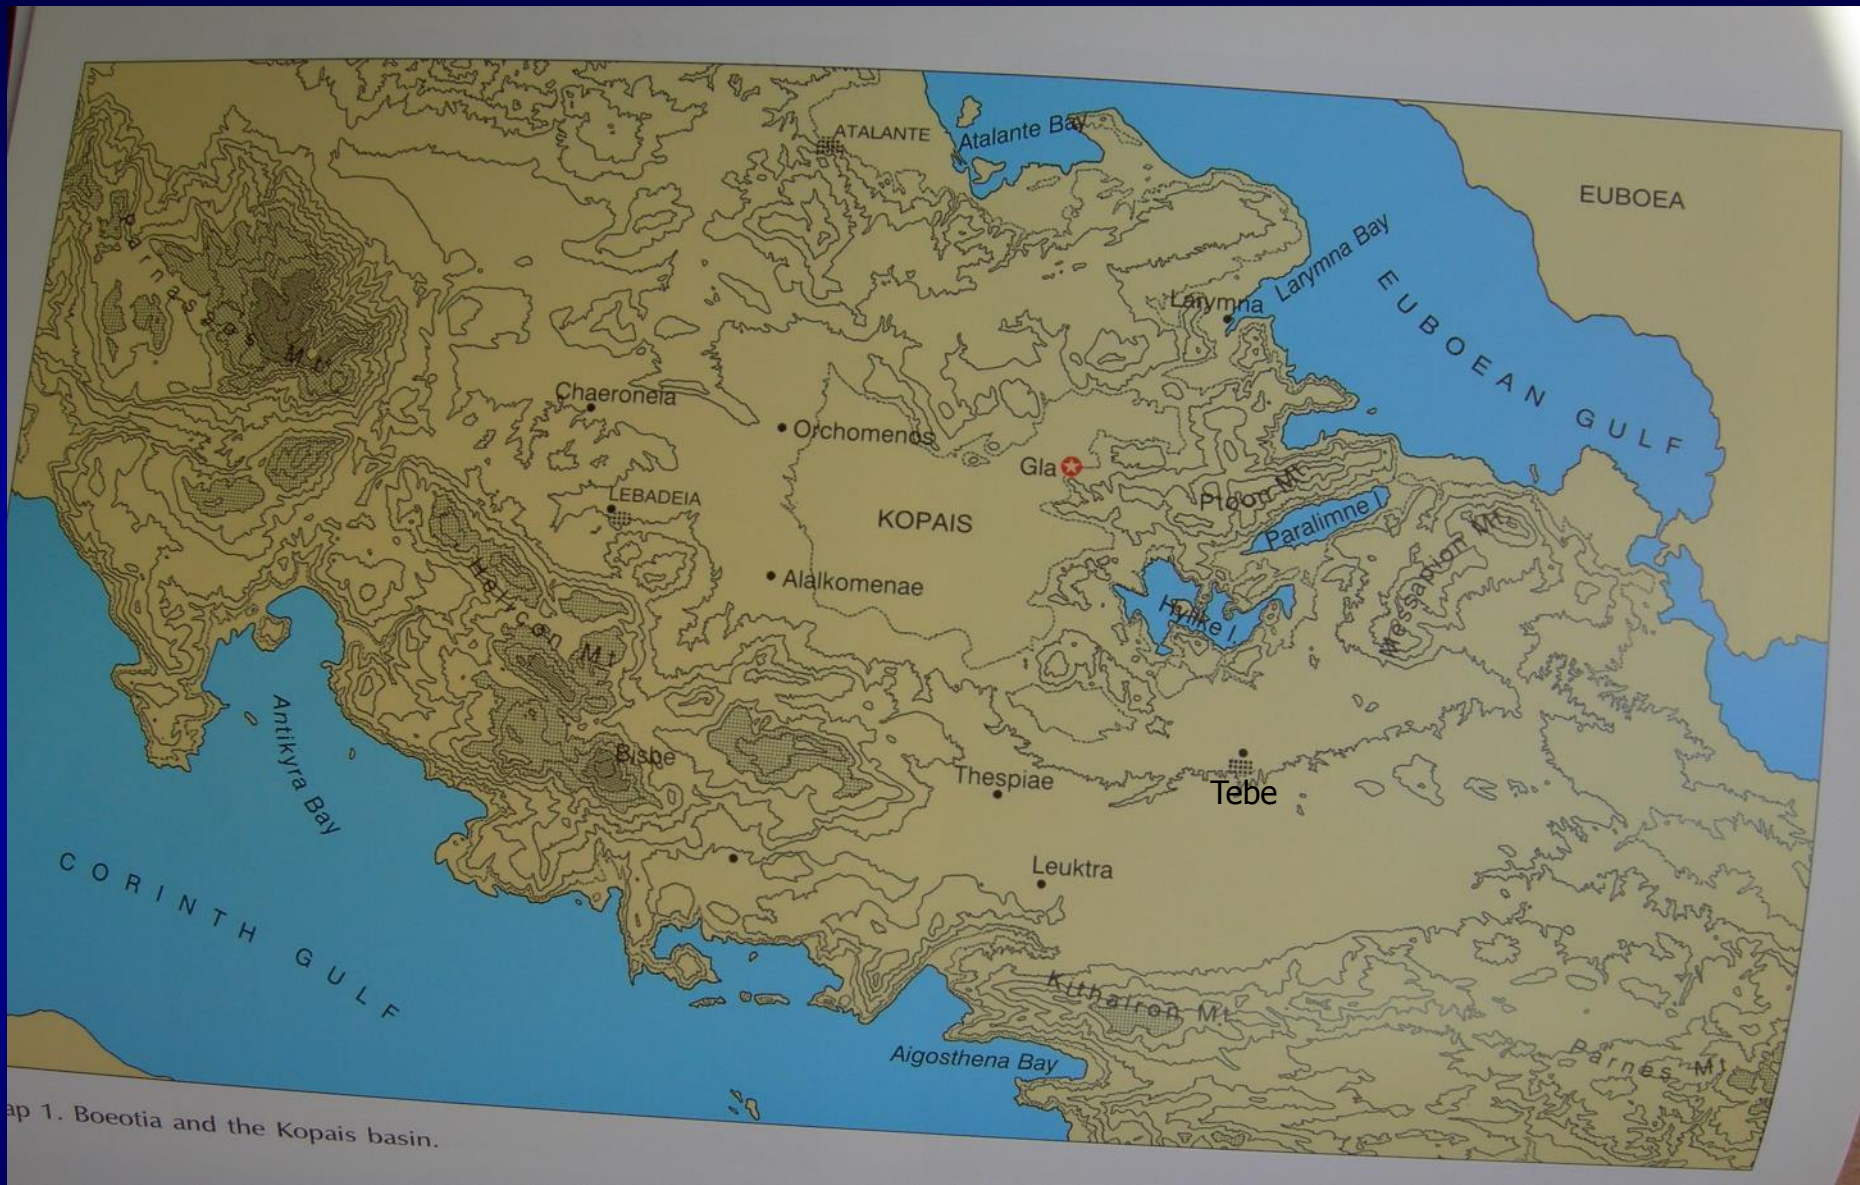 ATALANTE
Atalante Bay
EUBOEA
Parnassos Mt
Larymna
Larymna Bay
EUBOEAN GULF
Chaeroneia
Orchomenos
Gla
Ptoon Mt
LEBADEIA
KOPAIS
Paralimne l.
Messapion Mt
Helicon Mt
Alalkomenae
Hylike l.
Antikyra Bay
Bisbe
Thespiae
Tebe
Leuktra
CORINTH GULF
Kithairon Mt
Aigosthena Bay
Parnes Mt
ap 1. Boeotia and the Kopais basin.